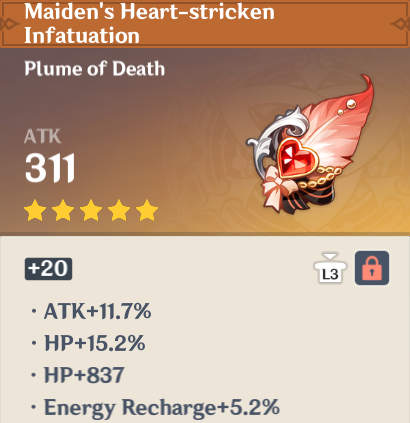 Maiden's Heart-stricken
Infatuation
Plume of Death
ATK
311
+20
L3
· ATK+11.7%
· HP+15.2%
· HP+837
· Energy Recharge+5.2%